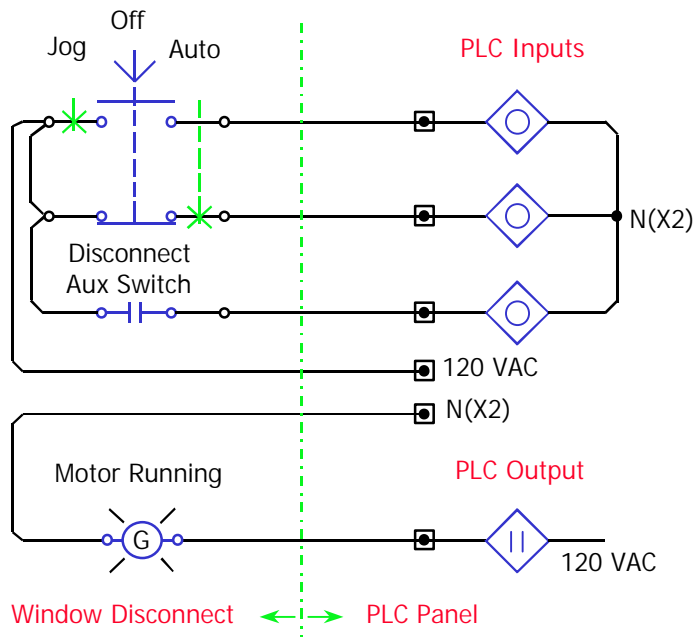 Off
Jog
Auto
PLC Inputs
N(X2)
Disconnect
Aux Switch
120 VAC
N(X2)
Motor Running
PLC Output
G
120 VAC
Window Disconnect
PLC Panel